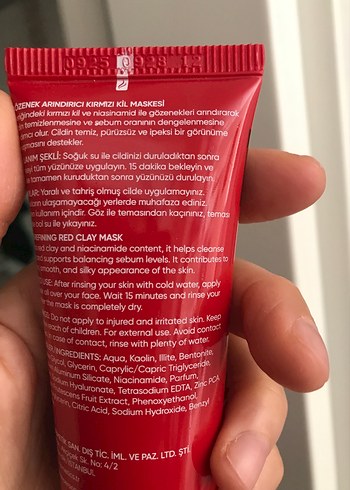 0925 0928 12
ÖZENEK ARINDIRICI KIRMIZI KİL MASKESİ
içeriğindeki kırmızı kil ve niasinamid ile gözenekleri arındırarak
temizlenmesine ve sebum oranının dengelenmesine
olur. Cildin temiz, pürüzsüz ve ipeksi bir görünüme
destekler.
ŞEKLİ: Soğuk su ile cildinizi duruladıktan sonra
tüm yüzünüze uygulayın. 15 dakika bekleyin ve
tamamen kuruduktan sonra yüzünüzü durulayın.
Yaralı ve tahriş olmuş cilde uygulamayınız.
ulaşamayacağı yerlerde muhafaza ediniz.
kullanım içindir. Göz ile temasından kaçınınız, teması
bol su ile yıkayınız.
EFINING RED CLAY MASK
ed clay and niacinamide content, it helps cleanse
supports balancing sebum levels. It contributes to
smooth, and silky appearance of the skin.
USE: After rinsing your skin with cold water, apply
all over your face. Wait 15 minutes and rinse your
the mask is completely dry.
Do not apply to injured and irritated skin. Keep
reach of children. For external use. Avoid contact
case of contact, rinse with plenty of water.
INGREDIENTS: Aqua, Kaolin, Illite, Bentonite,
Glycol, Glycerin, Caprylic/Capric Triglyceride,
Aluminum Silicate, Niacinamide, Parfum,
Tetrasodium EDTA, Zinc PCA,
Fruit Extract, Phenoxyethanol,
Citric Acid, Sodium Hydroxide, Benzyl
SAN. DIŞ TİC. İML. VE PAZ. LTD. ŞTİ.
Sk. No: 4/2